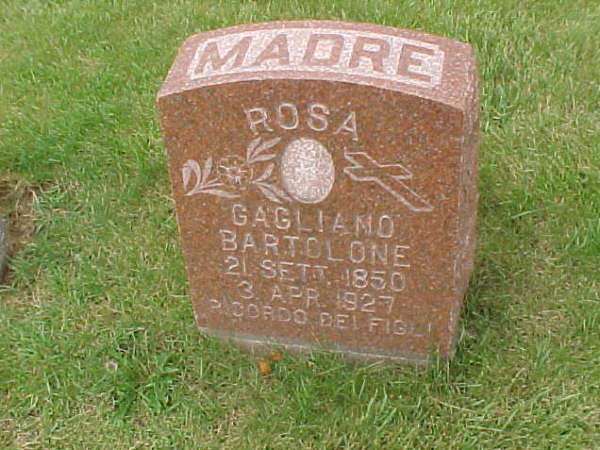 MADRE
ROSA
GAGLIANO
BARTOLONE
21 SETT. 1850
3 APR. 1927
RICORDO DEI FIGLI